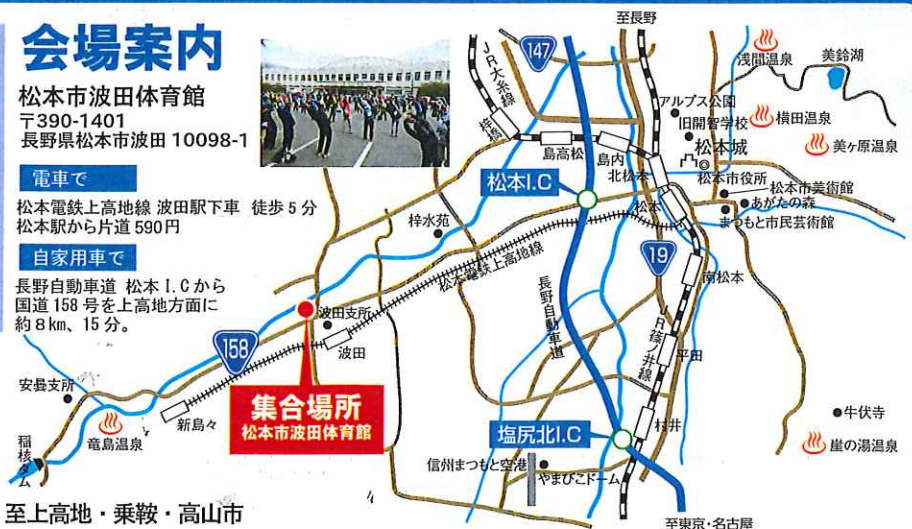 会場案内
松本市波田体育館
〒390-1401
長野県松本市波田 10098-1
電車で
松本電鉄上高地線 波田駅下車 徒歩5分
松本駅から片道 590円
自家用車で
長野自動車道 松本 I.C から
国道 158 号を上高地方面に
約8km、15分。
至長野
147
JR大糸線
梓橋
島高松
島内
北松本
アルプス公園
旧開智学校
松本城
松本市役所
浅間温泉
美鈴湖
横田温泉
美ヶ原温泉
松本市美術館
あがたの森
まつもと市民芸術館
松本I.C
松本
梓水苑
松本電鉄上高地線
19
南松本
長野自動車道
JR篠ノ井線
平田
波田支所
波田
158
集合場所
松本市波田体育館
安曇支所
新島々
竜島温泉
稲核ダム
村井
塩尻北I.C
牛伏寺
崖の湯温泉
信州まつもと空港
やまびこドーム
至上高地・乗鞍・高山市
至東京・名古屋